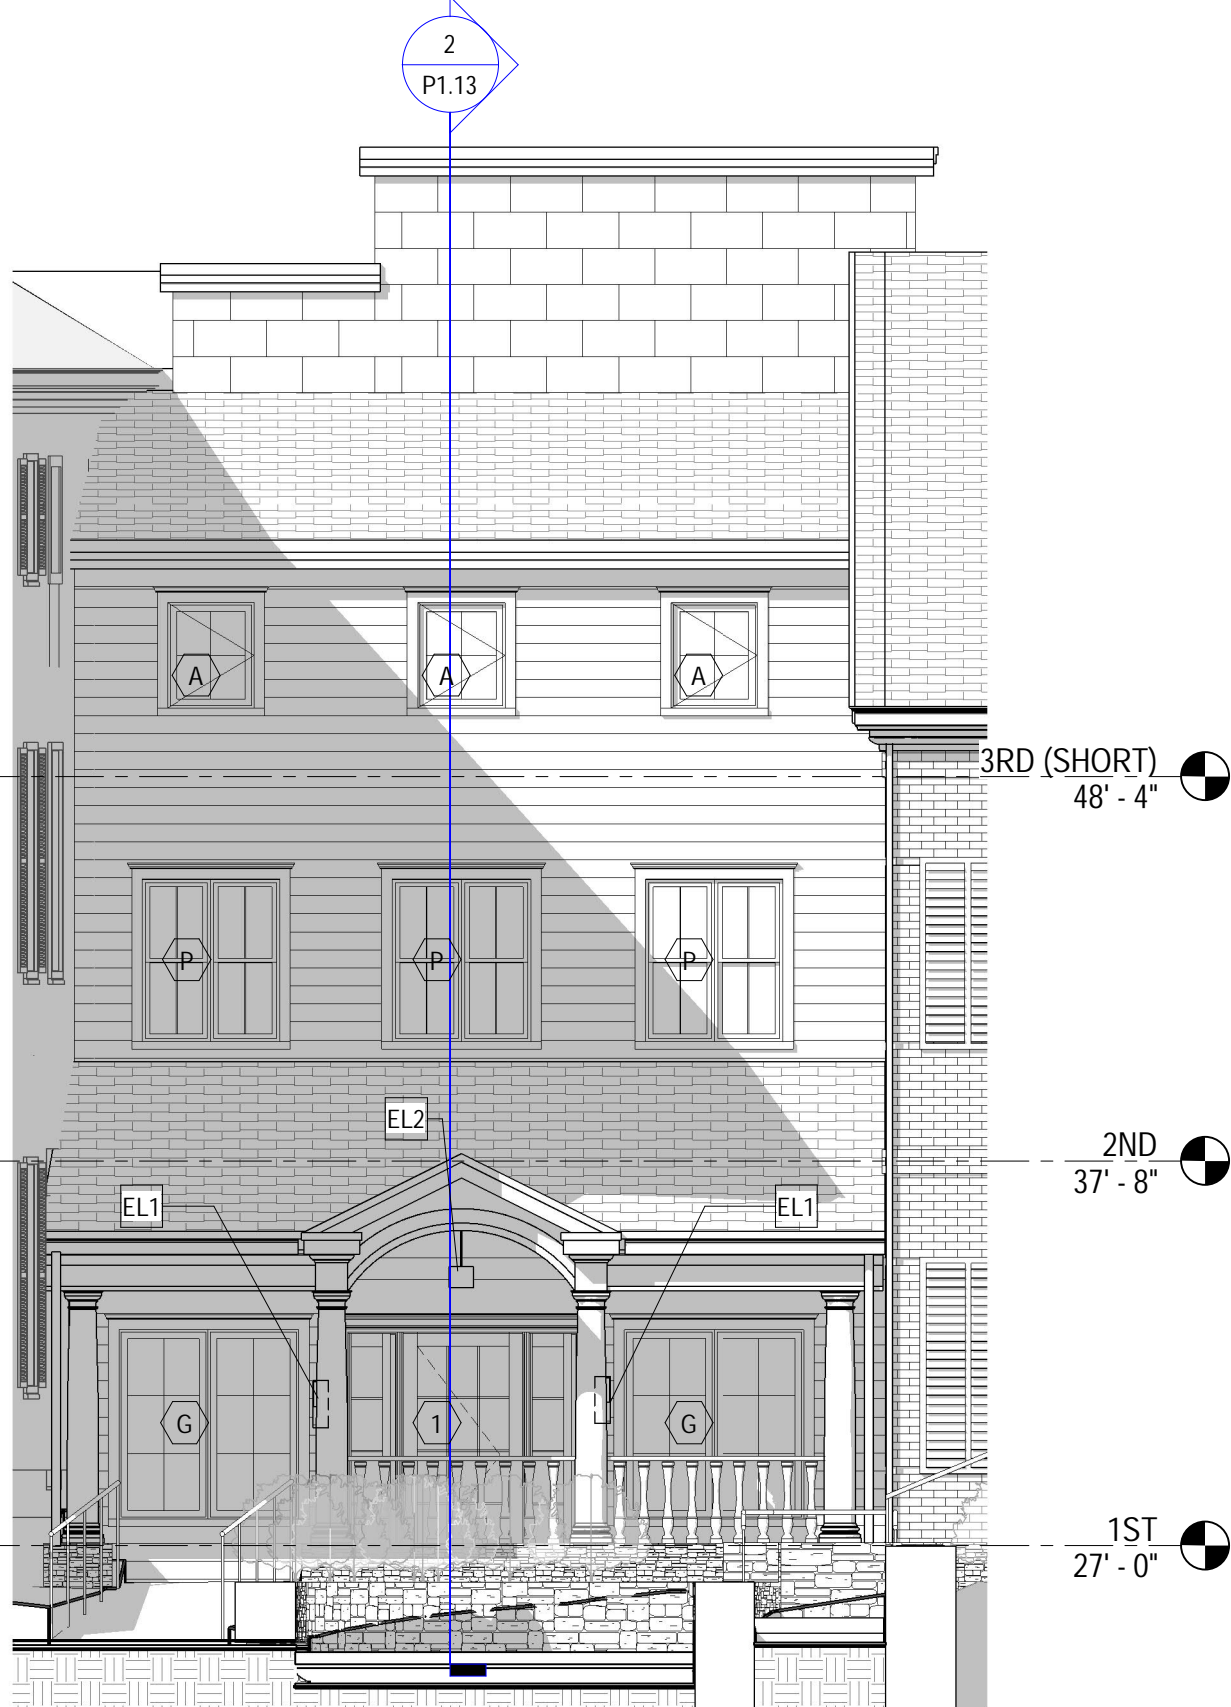 2
P1.13
A
A
A
3RD (SHORT)
48' - 4"
P
P
P
EL2
2ND
37' - 8"
EL1
EL1
G
1
G
1ST
27' - 0"